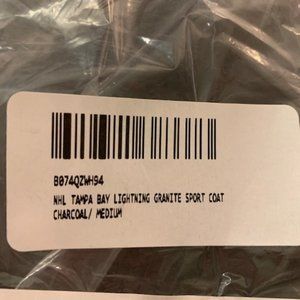 B074QZWH94
NHL TAMPA BAY LIGHTNING GRANITE SPORT COAT
CHARCOAL/ MEDIUM